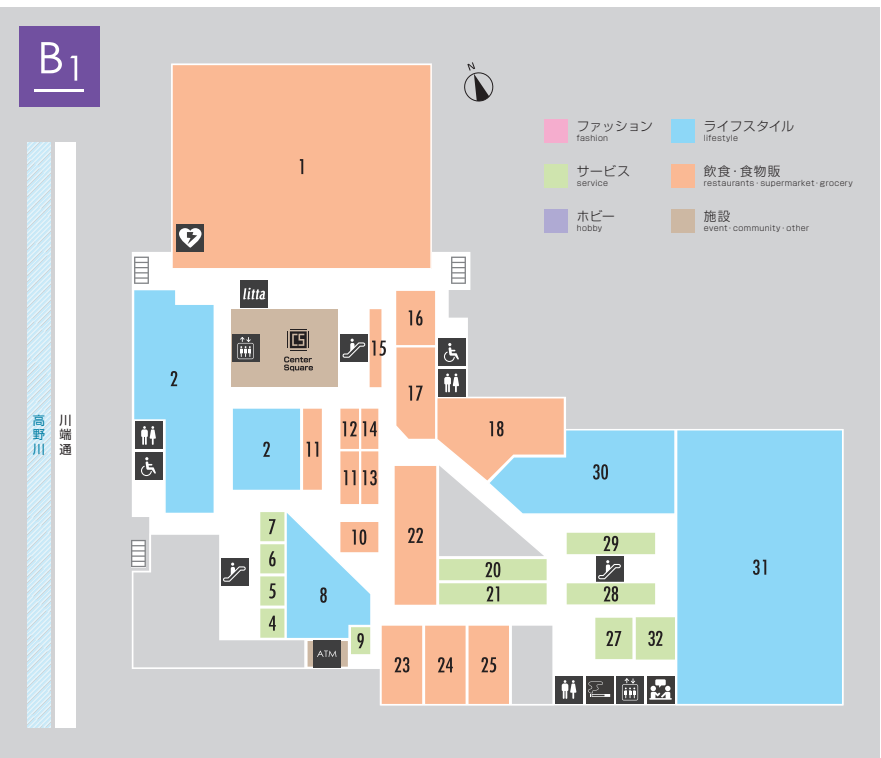 B1
N
ファッション
fashion
ライフスタイル
lifestyle
サービス
service
飲食・食物販
restaurants・supermarket・grocery
ホビー
hobby
施設
event・community・other
1
litta
CS
Center
Square
15
16
17
2
18
2
11
12
14
11
13
30
高野川
川端通
7
10
22
29
6
20
31
5
8
21
28
4
9
27
32
ATM
23
24
25